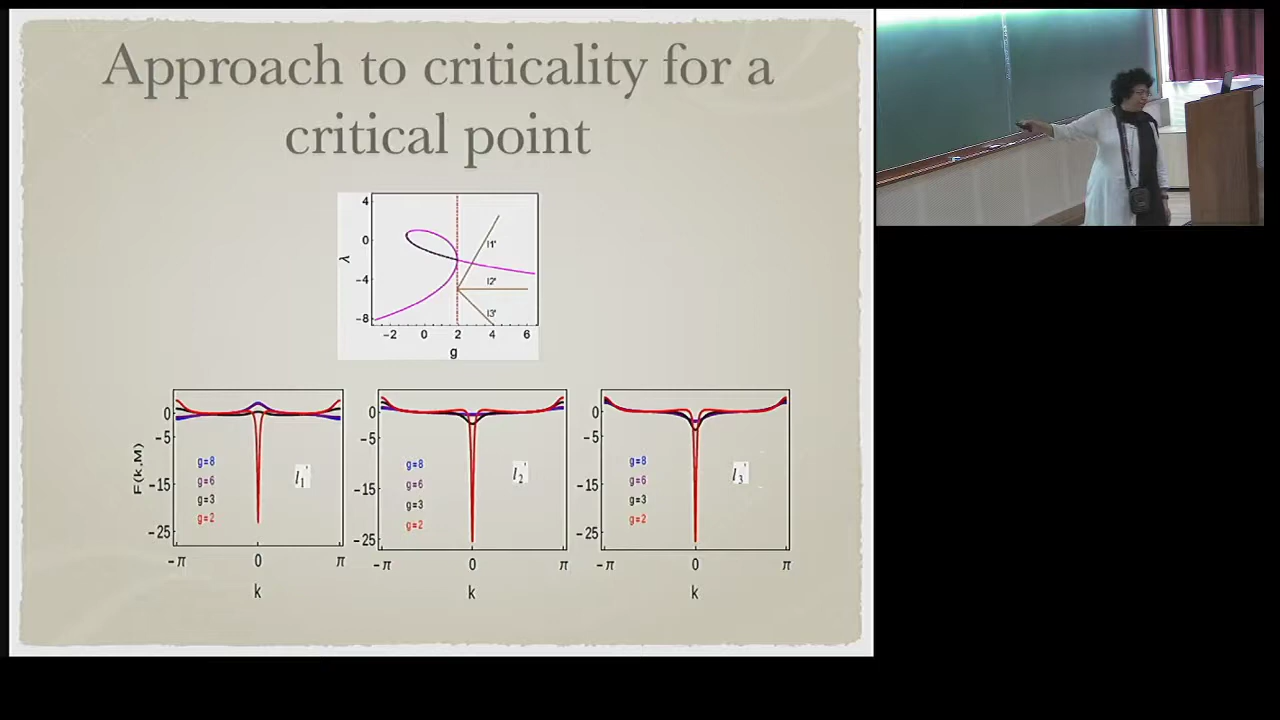 Approach to criticality for a
critical point
4
0
-4
-8
λ
l1'
l2'
l3'
-2 0 2 4 6
g
F(k,M)
0
-5
-15
-25
g=8
g=6
g=3
g=2
l1'
-π 0 π
k
0
-5
-15
-25
g=8
g=6
g=3
g=2
l2'
-π 0 π
k
0
-5
-15
-25
g=8
g=6
g=3
g=2
l3'
-π 0 π
k